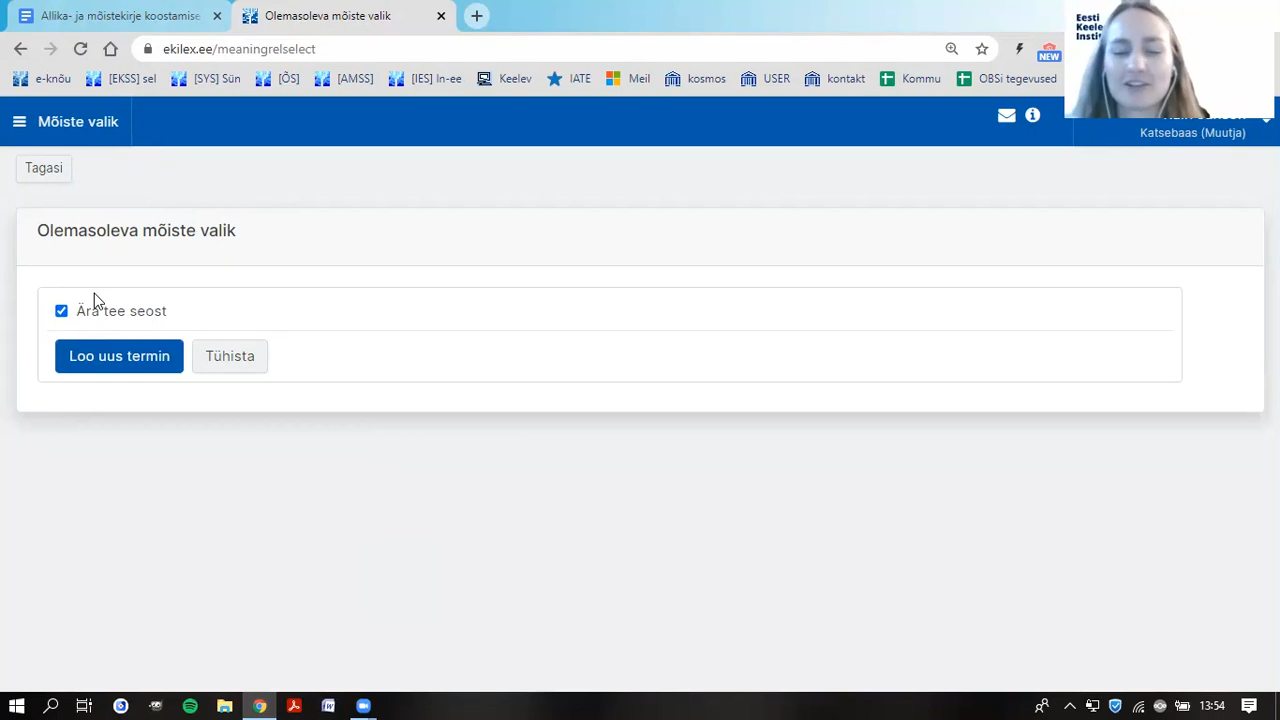 Allika- ja mõistekirje koostamise
Olemasoleva mõiste valik
ekilex.ee/meaningrelselect
NEW
e-knõu
[EKSS] sel
[SYS] Sün
[ÕS]
[AMSS]
[IES] In-ee
Keelev
IATE
Meil
kosmos
USER
kontakt
Kommu
OBSi tegevused
Eesti
Keele
Insti
Mõiste valik
Katsebaas (Muutja)
Tagasi
Olemasoleva mõiste valik
Ära tee seost
Loo uus termin
Tühista
13:54